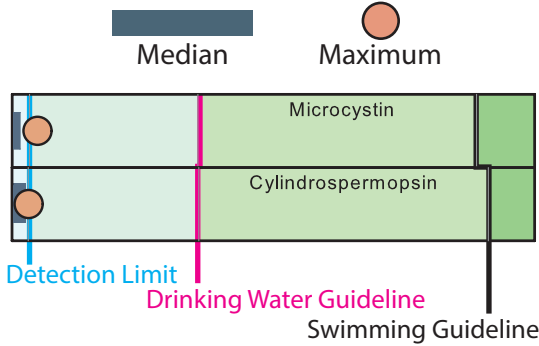 Median
Maximum
Microcystin
Cylindrospermopsin
Detection Limit
Drinking Water Guideline
Swimming Guideline